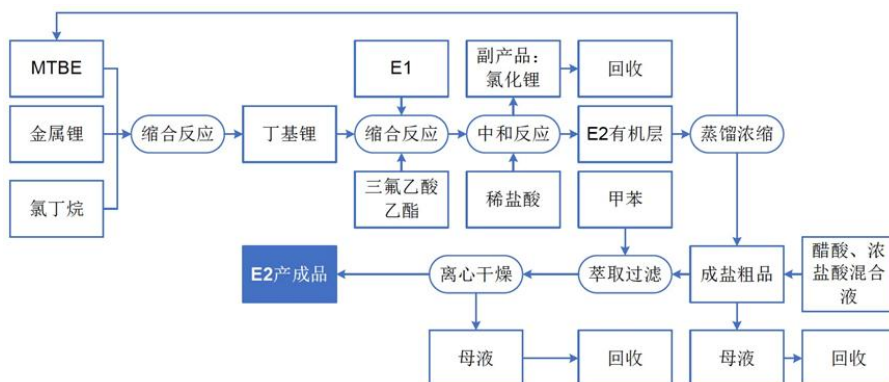 MTBE
E1
副产品：
氯化锂
回收
金属锂
缩合反应
丁基锂
缩合反应
中和反应
E2有机层
蒸馏浓缩
氯丁烷
三氟乙酸
乙酯
稀盐酸
甲苯
E2产成品
离心干燥
萃取过滤
成盐粗品
醋酸、浓
盐酸混合
液
母液
回收
母液
回收